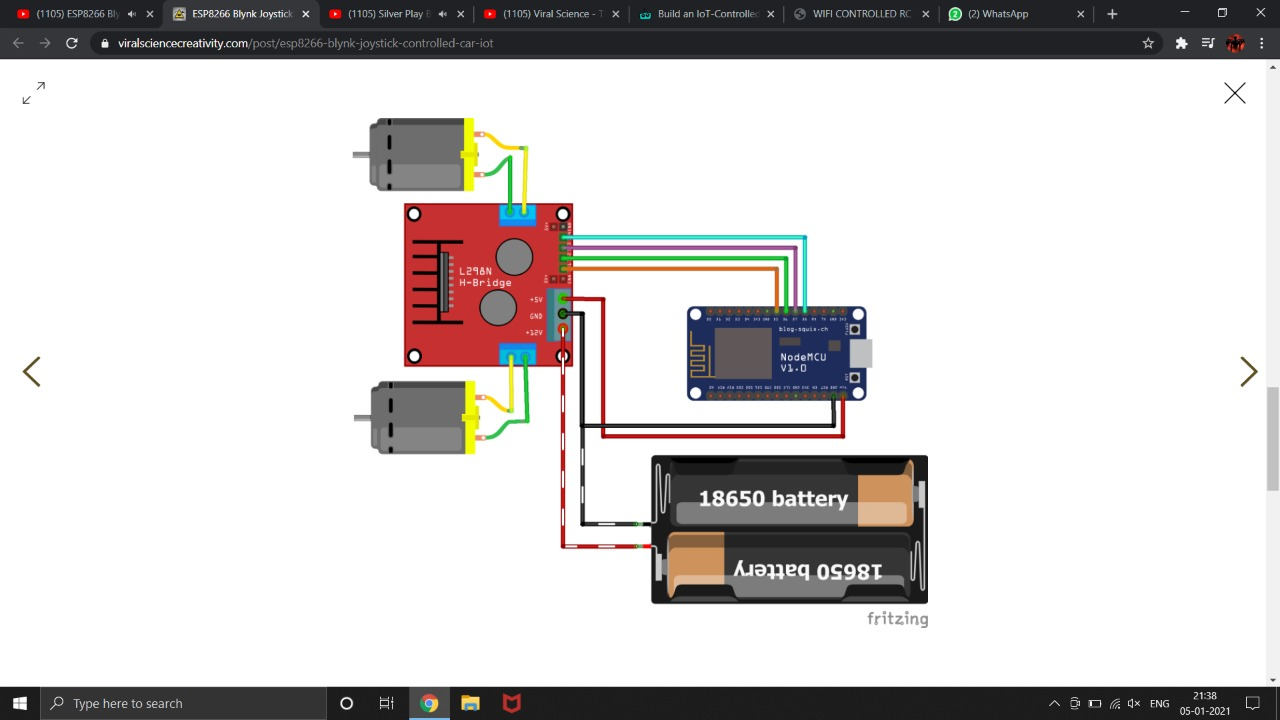 (1105) ESP8266 Bly
ESP8266 Blynk Joystick
(1105) Silver Play B
(1105) Viral Science - T
Build an IoT-Controlled
WIFI CONTROLLED RC
(2) WhatsApp
viralsciencecreativity.com/post/esp8266-blynk-joystick-controlled-car-iot
L298N
H-Bridge
+5V
GND
+12V
blog-squix.ch
NodeMCU
V1.0
18650 battery
18650 battery
fritzing
Type here to search
ENG
21:38
05-01-2021